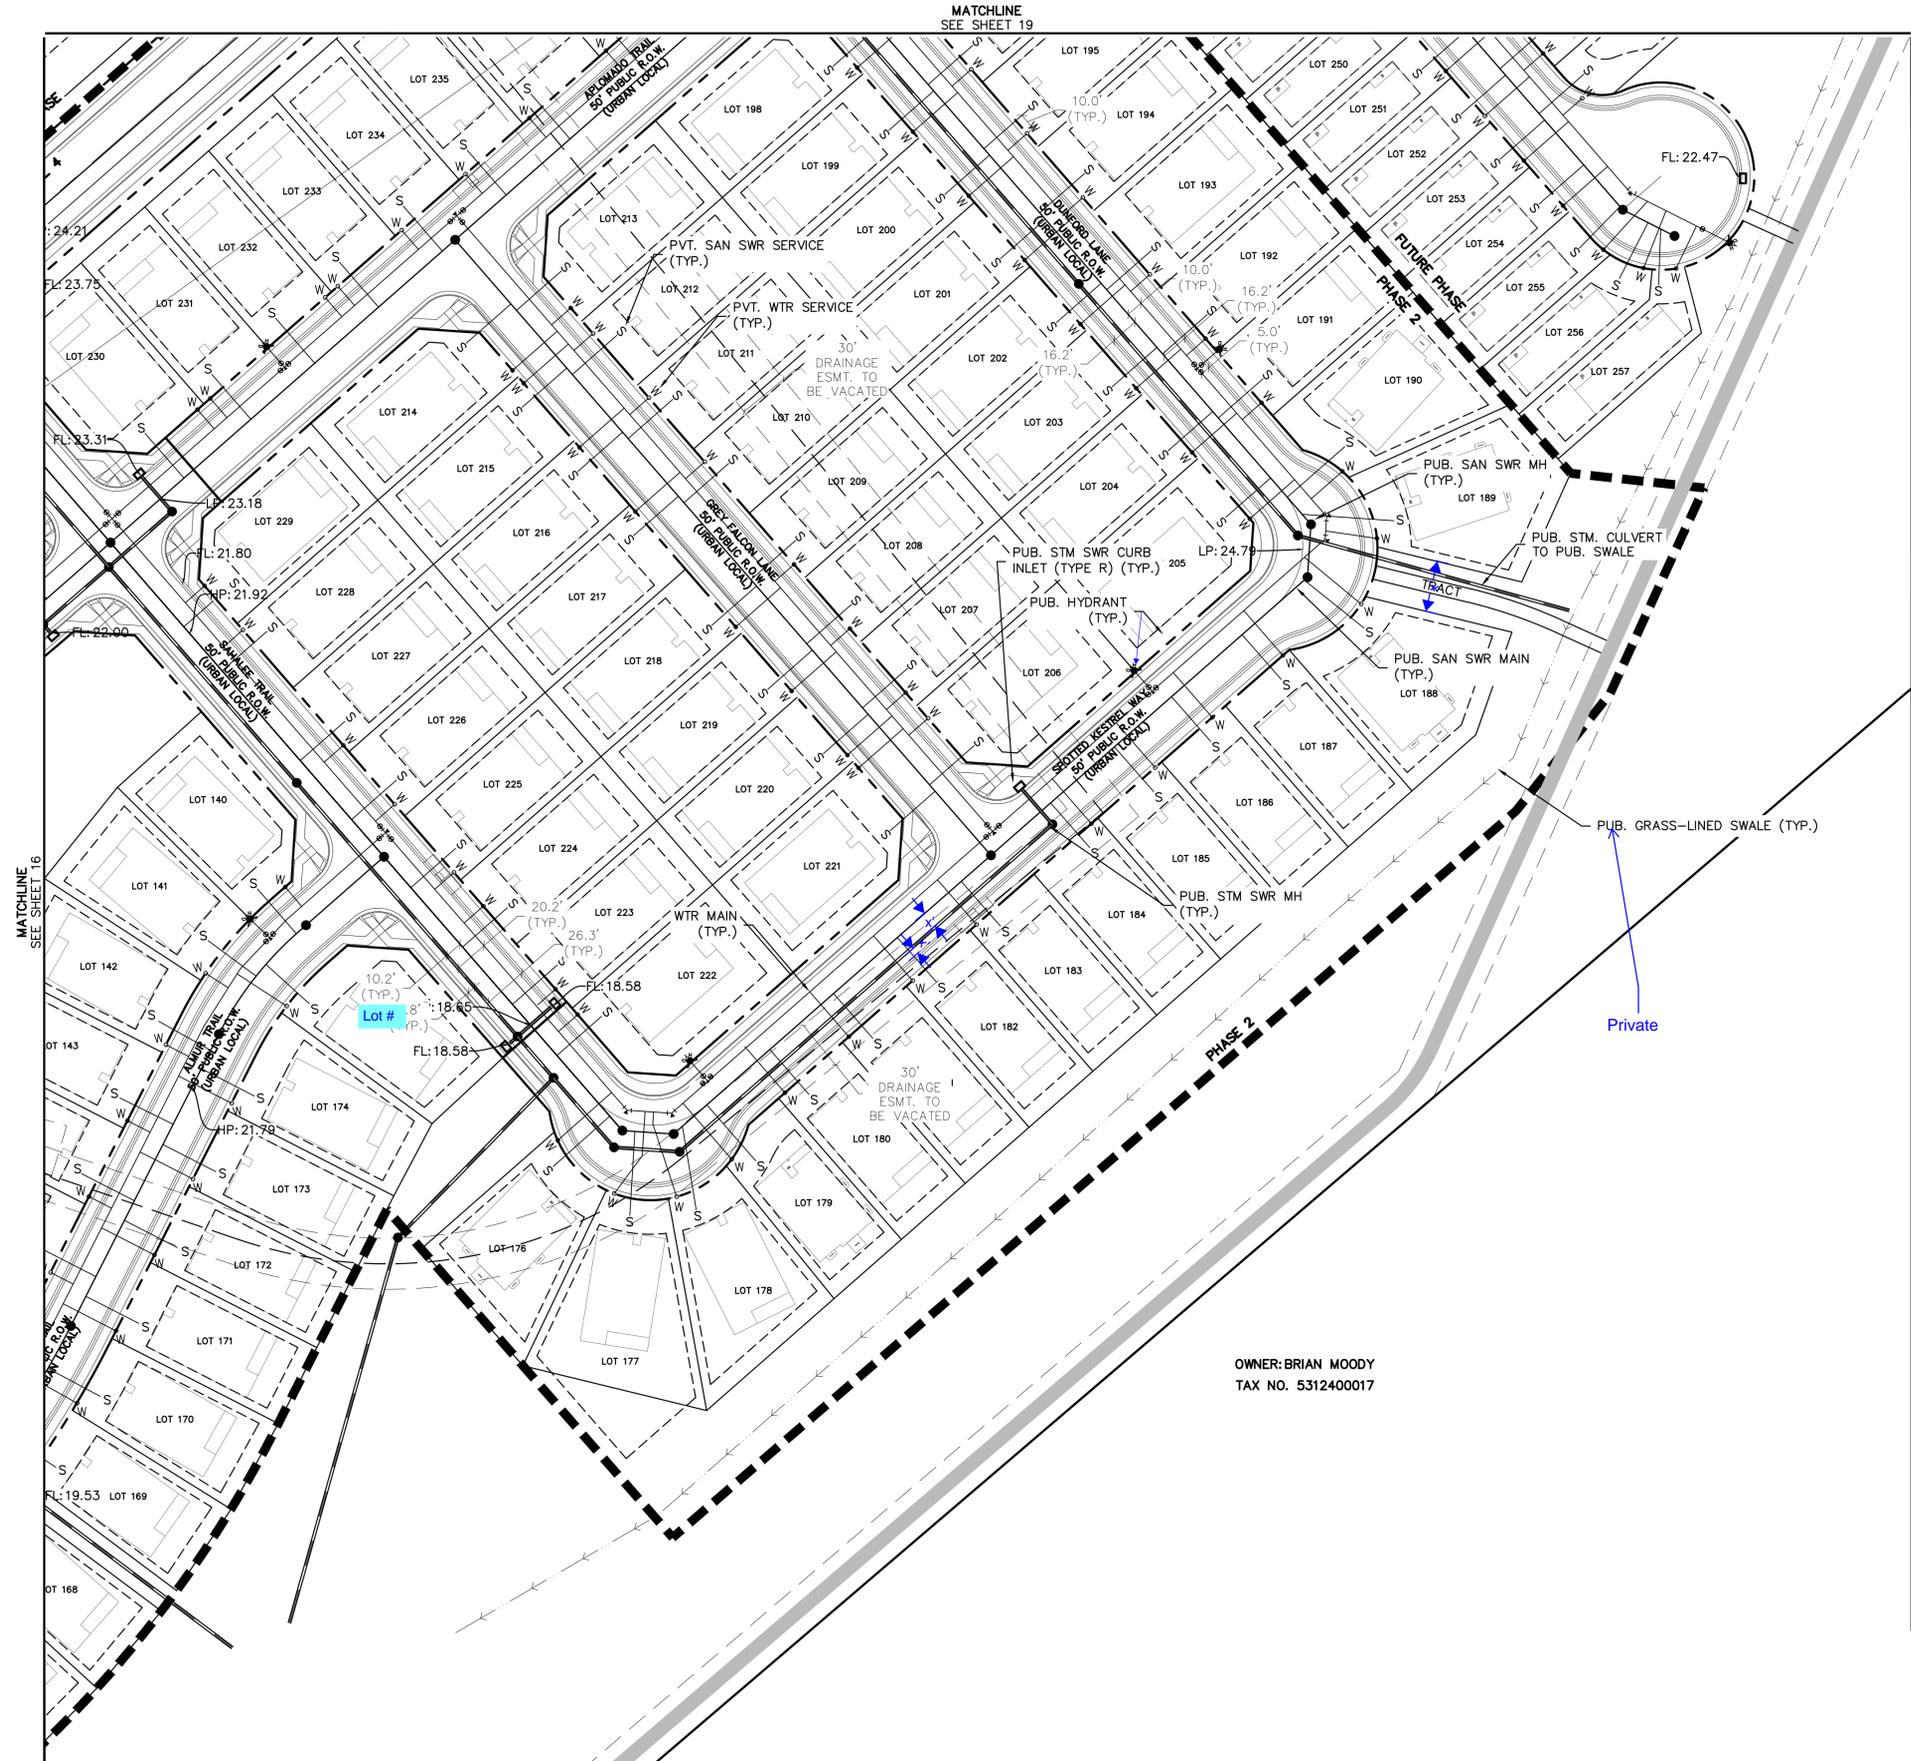 MATCHLINE
SEE SHEET 19
LOT 235
APLOMADO TRAIL
50' PUBLIC R.O.W.
(URBAN LOCAL)
LOT 198
LOT 195
LOT 250
LOT 234
10.0'
(TYP.)
LOT 194
LOT 251
LOT 199
LOT 252
FL: 22.47
LOT 233
LOT 193
LOT 253
LOT 213
LOT 200
DUNFORD LANE
50' PUBLIC R.O.W.
(URBAN LOCAL)
LOT 232
LOT 254
FUTURE PHASE
PHASE 2
PVT. SAN SWR SERVICE
(TYP.)
LOT 192
10.0'
(TYP.)
FL: 23.75
LOT 212
LOT 201
16.2'
(TYP.)
LOT 255
LOT 231
PVT. WTR SERVICE
(TYP.)
LOT 191
LOT 256
5.0'
(TYP.)
LOT 230
LOT 211
30'
DRAINAGE
ESMT. TO
BE VACATED
LOT 202
16.2'
(TYP.)
LOT 190
LOT 257
LOT 214
LOT 210
LOT 203
FL: 23.31
LOT 215
LOT 209
LOT 204
PUB. SAN SWR MH
(TYP.)
LOT 189
LP: 23.18
LOT 229
LOT 216
GREY FALCON LANE
50' PUBLIC R.O.W.
(URBAN LOCAL)
LOT 208
PUB. STM SWR CURB
INLET (TYPE R) (TYP.)
205
LP: 24.79
PUB. STM. CULVERT
TO PUB. SWALE
FL: 21.80
HP: 21.92
LOT 228
LOT 217
LOT 207
PUB. HYDRANT
(TYP.)
TRACT
FL: 22.00
SAHALEE TRAIL
50' PUBLIC R.O.W.
(URBAN LOCAL)
LOT 227
LOT 218
LOT 206
PUB. SAN SWR MAIN
(TYP.)
LOT 188
LOT 226
LOT 219
SPOTTED KESTREL WAY
50' PUBLIC R.O.W.
(URBAN LOCAL)
LOT 187
LOT 225
LOT 220
LOT 186
LOT 140
PUB. GRASS-LINED SWALE (TYP.)
LOT 224
LOT 221
LOT 185
MATCHLINE
SEE SHEET 16
LOT 141
20.2'
(TYP.)
LOT 223
WTR MAIN
(TYP.)
LOT 184
PUB. STM SWR MH
(TYP.)
26.3'
(TYP.)
LOT 142
LOT 222
LOT 183
10.2'
(TYP.)
FL: 18.58
Lot #
LOT 182
Private
ALMUR TRAIL
50' PUBLIC R.O.W.
(URBAN LOCAL)
FL: 18.58
PHASE 2
30'
DRAINAGE
ESMT. TO
BE VACATED
LOT 174
HP: 21.79
LOT 180
LOT 173
LOT 179
LOT 176
LOT 172
LOT 178
LOT 171
LOT 177
OWNER: BRIAN MOODY
TAX NO. 5312400017
LOT 170
FL: 19.53
LOT 169